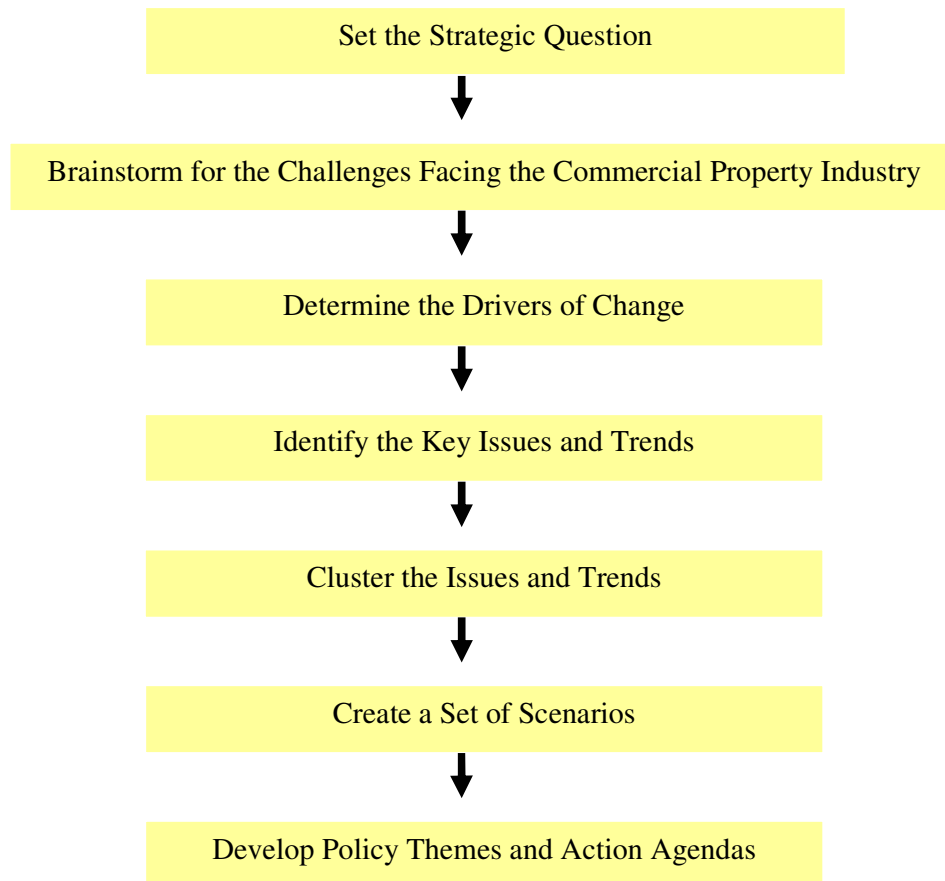 Set the Strategic Question
Brainstorm for the Challenges Facing the Commercial Property Industry
Determine the Drivers of Change
Identify the Key Issues and Trends
Cluster the Issues and Trends
Create a Set of Scenarios
Develop Policy Themes and Action Agendas